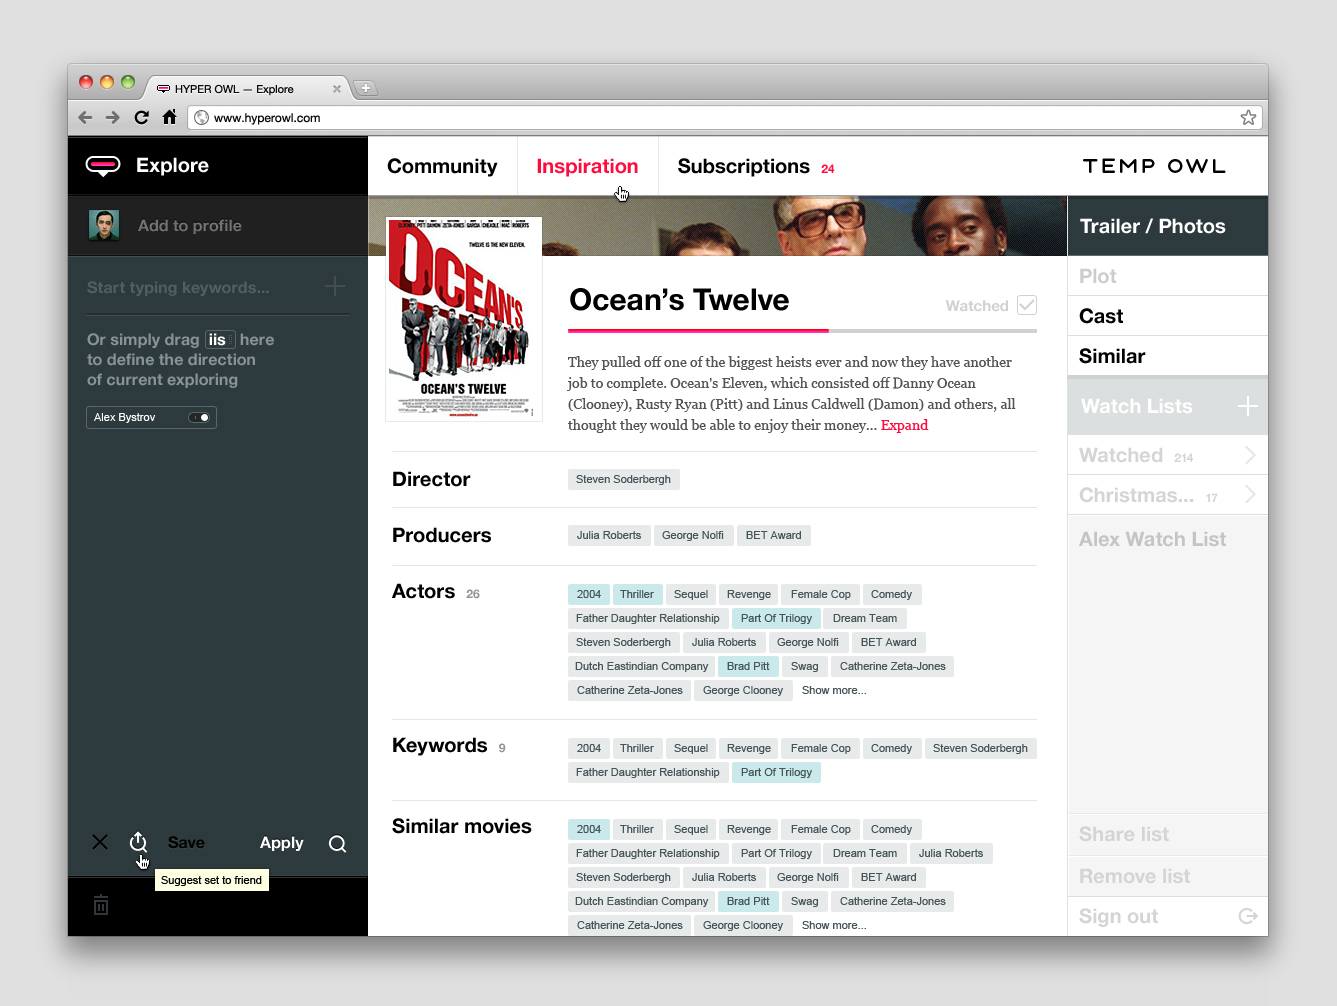 HYPER OWL — Explore
www.hyperowl.com
Explore
Community
Inspiration
Subscriptions 24
TEMP OWL
Add to profile
Start typing keywords...
Or simply drag iis here
to define the direction
of current exploring
Alex Bystrov
Save
Apply
Suggest set to friend
TWELVE IS THE NEW ELEVEN.
OCEAN'S
OCEAN'S TWELVE
Ocean's Twelve
Watched
They pulled off one of the biggest heists ever and now they have another
job to complete. Ocean's Eleven, which consisted off Danny Ocean
(Clooney), Rusty Ryan (Pitt) and Linus Caldwell (Damon) and others, all
thought they would be able to enjoy their money... Expand
Director
Steven Soderbergh
Producers
Julia Roberts George Nolfi BET Award
Actors 26
2004 Thriller Sequel Revenge Female Cop Comedy
Father Daughter Relationship Part Of Trilogy Dream Team
Steven Soderbergh Julia Roberts George Nolfi BET Award
Dutch Eastindian Company Brad Pitt Swag Catherine Zeta-Jones
Catherine Zeta-Jones George Clooney Show more...
Keywords 9
2004 Thriller Sequel Revenge Female Cop Comedy Steven Soderbergh
Father Daughter Relationship Part Of Trilogy
Similar movies
2004 Thriller Sequel Revenge Female Cop Comedy
Father Daughter Relationship Part Of Trilogy Dream Team Julia Roberts
Steven Soderbergh Julia Roberts George Nolfi BET Award
Dutch Eastindian Company Brad Pitt Swag Catherine Zeta-Jones
Catherine Zeta-Jones George Clooney Show more...
Trailer / Photos
Plot
Cast
Similar
Watch Lists
Watched 214
Christmas... 17
Alex Watch List
Share list
Remove list
Sign out